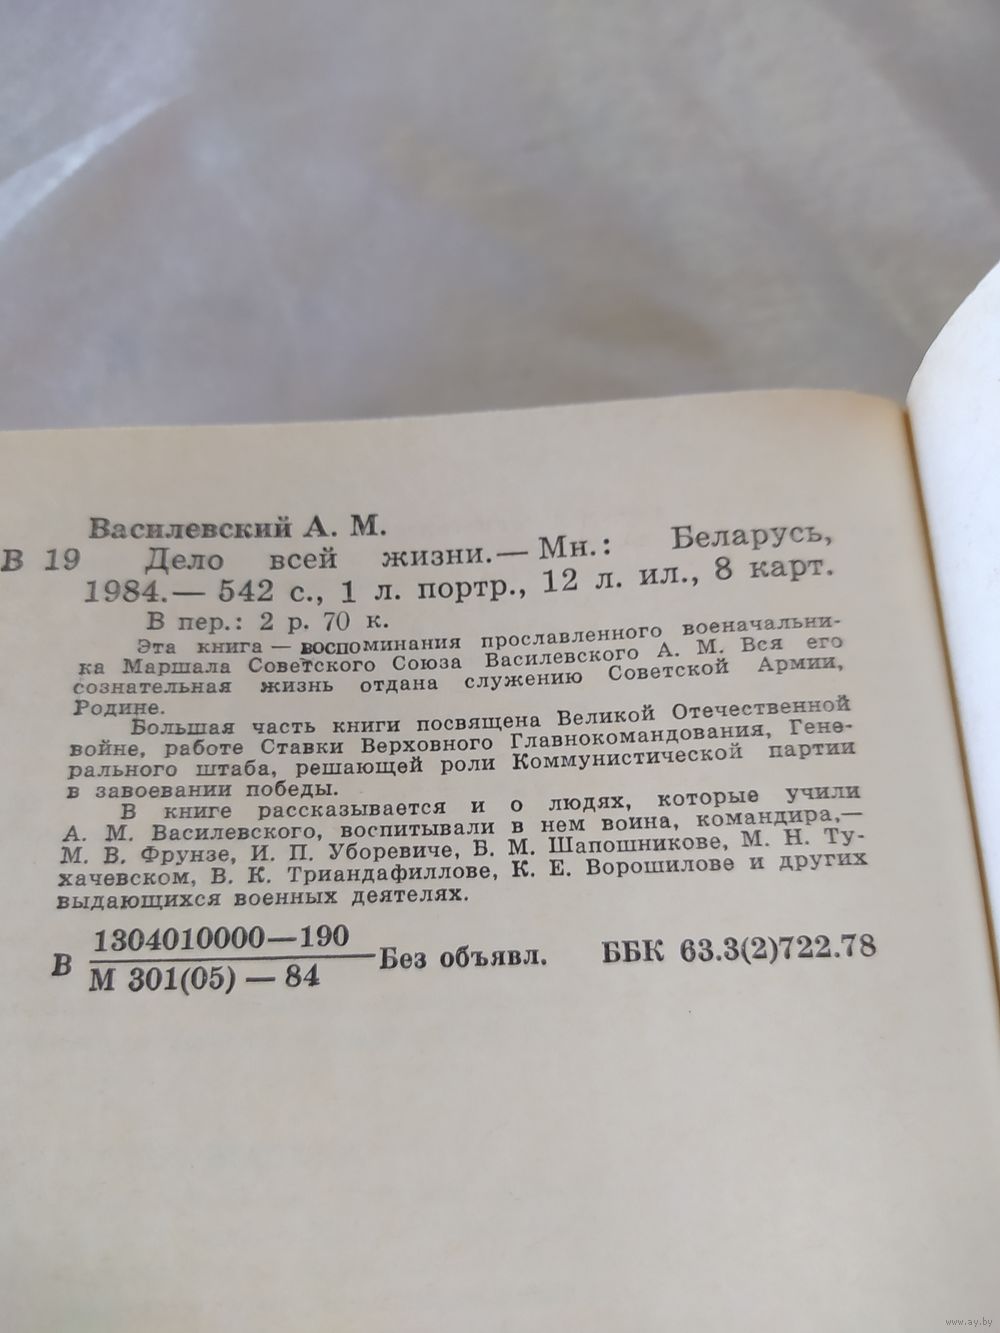 Василевский А. М.
В 19 Дело всей жизни.— Мн.: Беларусь,
1984.— 542 с., 1 л. портр., 12 л. ил., 8 карт.
В пер.: 2 р. 70 к.
Эта книга — воспоминания прославленного военачальни-
ка Маршала Советского Союза Василевского А. М. Вся его
сознательная жизнь отдана служению Советской Армии,
Родине.
Большая часть книги посвящена Великой Отечественной
войне, работе Ставки Верховного Главнокомандования, Гене-
рального штаба, решающей роли Коммунистической партии
в завоевании победы.
В книге рассказывается и о людях, которые учили
А. М. Василевского, воспитывали в нем воина, командира,—
М. В. Фрунзе, И. П. Уборевиче, Б. М. Шапошникове, М. Н. Ту-
хачевском, В. К. Триандафиллове, К. Е. Ворошилове и других
выдающихся военных деятелях.
1304010000—190
В Без объявл. ББК 63.3(2)722.78
М 301(05) — 84
www.ay.by